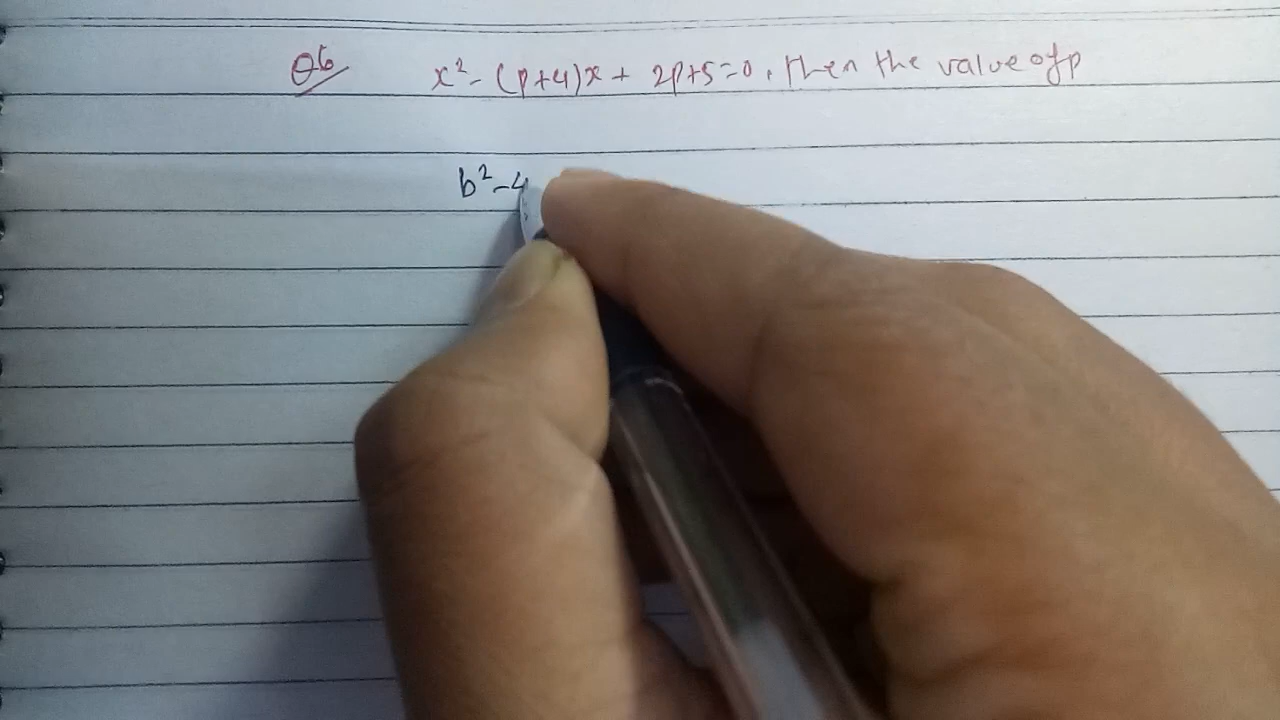 Q6 x² - (p+4)x + 2p+5=0, then the value of p
b² - 4